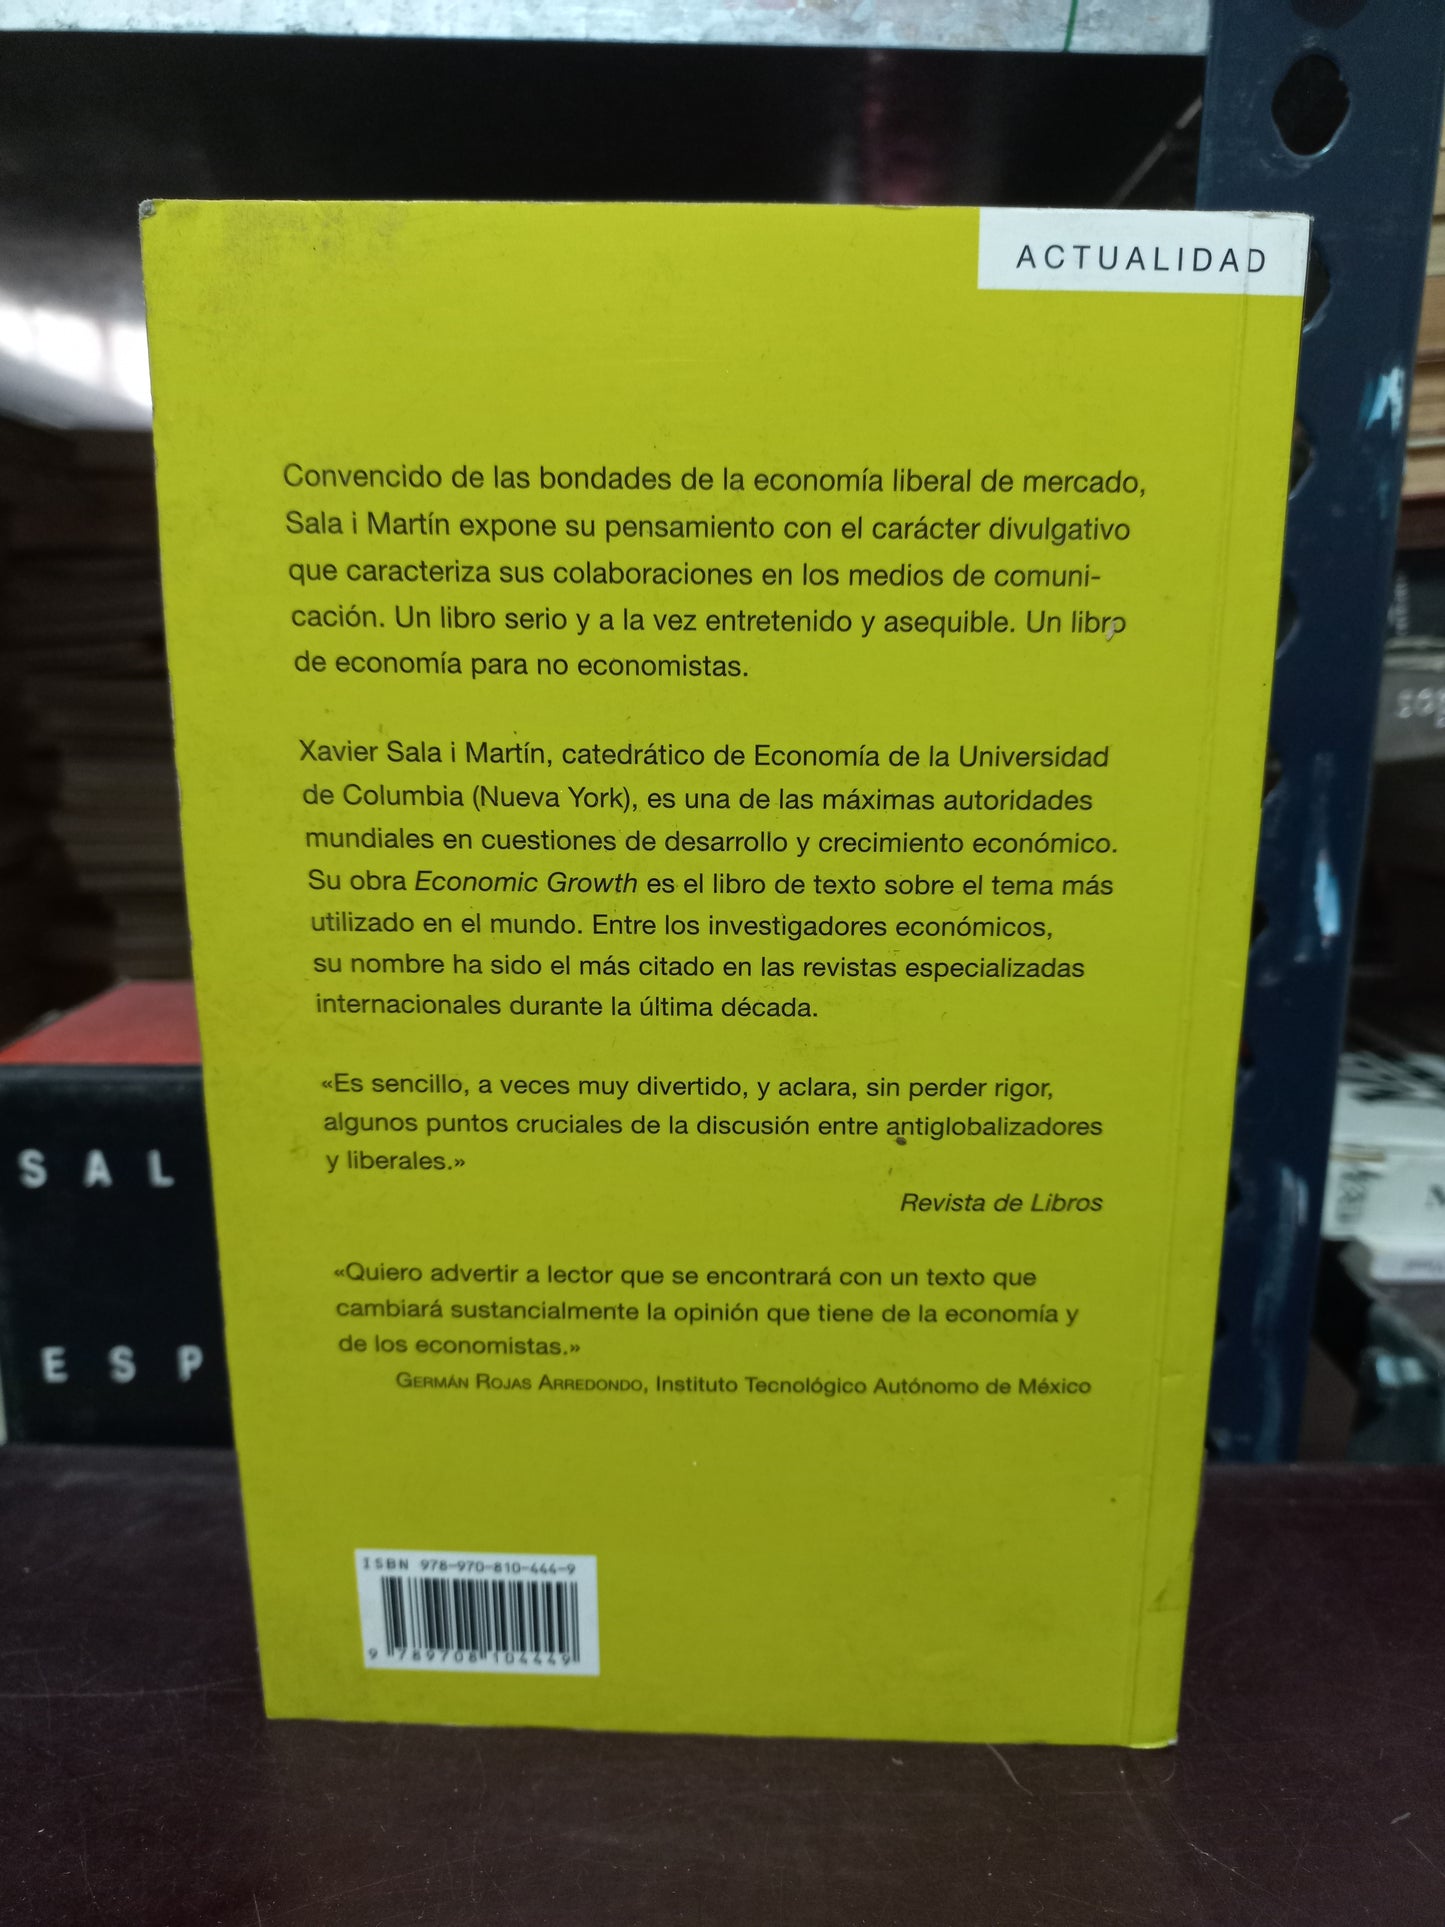 ACTUALIDAD
Convencido de las bondades de la economía liberal de mercado,
Sala i Martín expone su pensamiento con el carácter divulgativo
que caracteriza sus colaboraciones en los medios de comuni-
cación. Un libro serio y a la vez entretenido y asequible. Un libro
de economía para no economistas.
Xavier Sala i Martín, catedrático de Economía de la Universidad
de Columbia (Nueva York), es una de las máximas autoridades
mundiales en cuestiones de desarrollo y crecimiento económico.
Su obra Economic Growth es el libro de texto sobre el tema más
utilizado en el mundo. Entre los investigadores económicos,
su nombre ha sido el más citado en las revistas especializadas
internacionales durante la última década.
«Es sencillo, a veces muy divertido, y aclara, sin perder rigor,
algunos puntos cruciales de la discusión entre antiglobalizadores
y liberales.»
Revista de Libros
«Quiero advertir a lector que se encontrará con un texto que
cambiará sustancialmente la opinión que tiene de la economía y
de los economistas.»
GERMÁN ROJAS ARREDONDO, Instituto Tecnológico Autónomo de México
ISBN 978-970-810-444-9
9 789708 104449
SAL
ESP